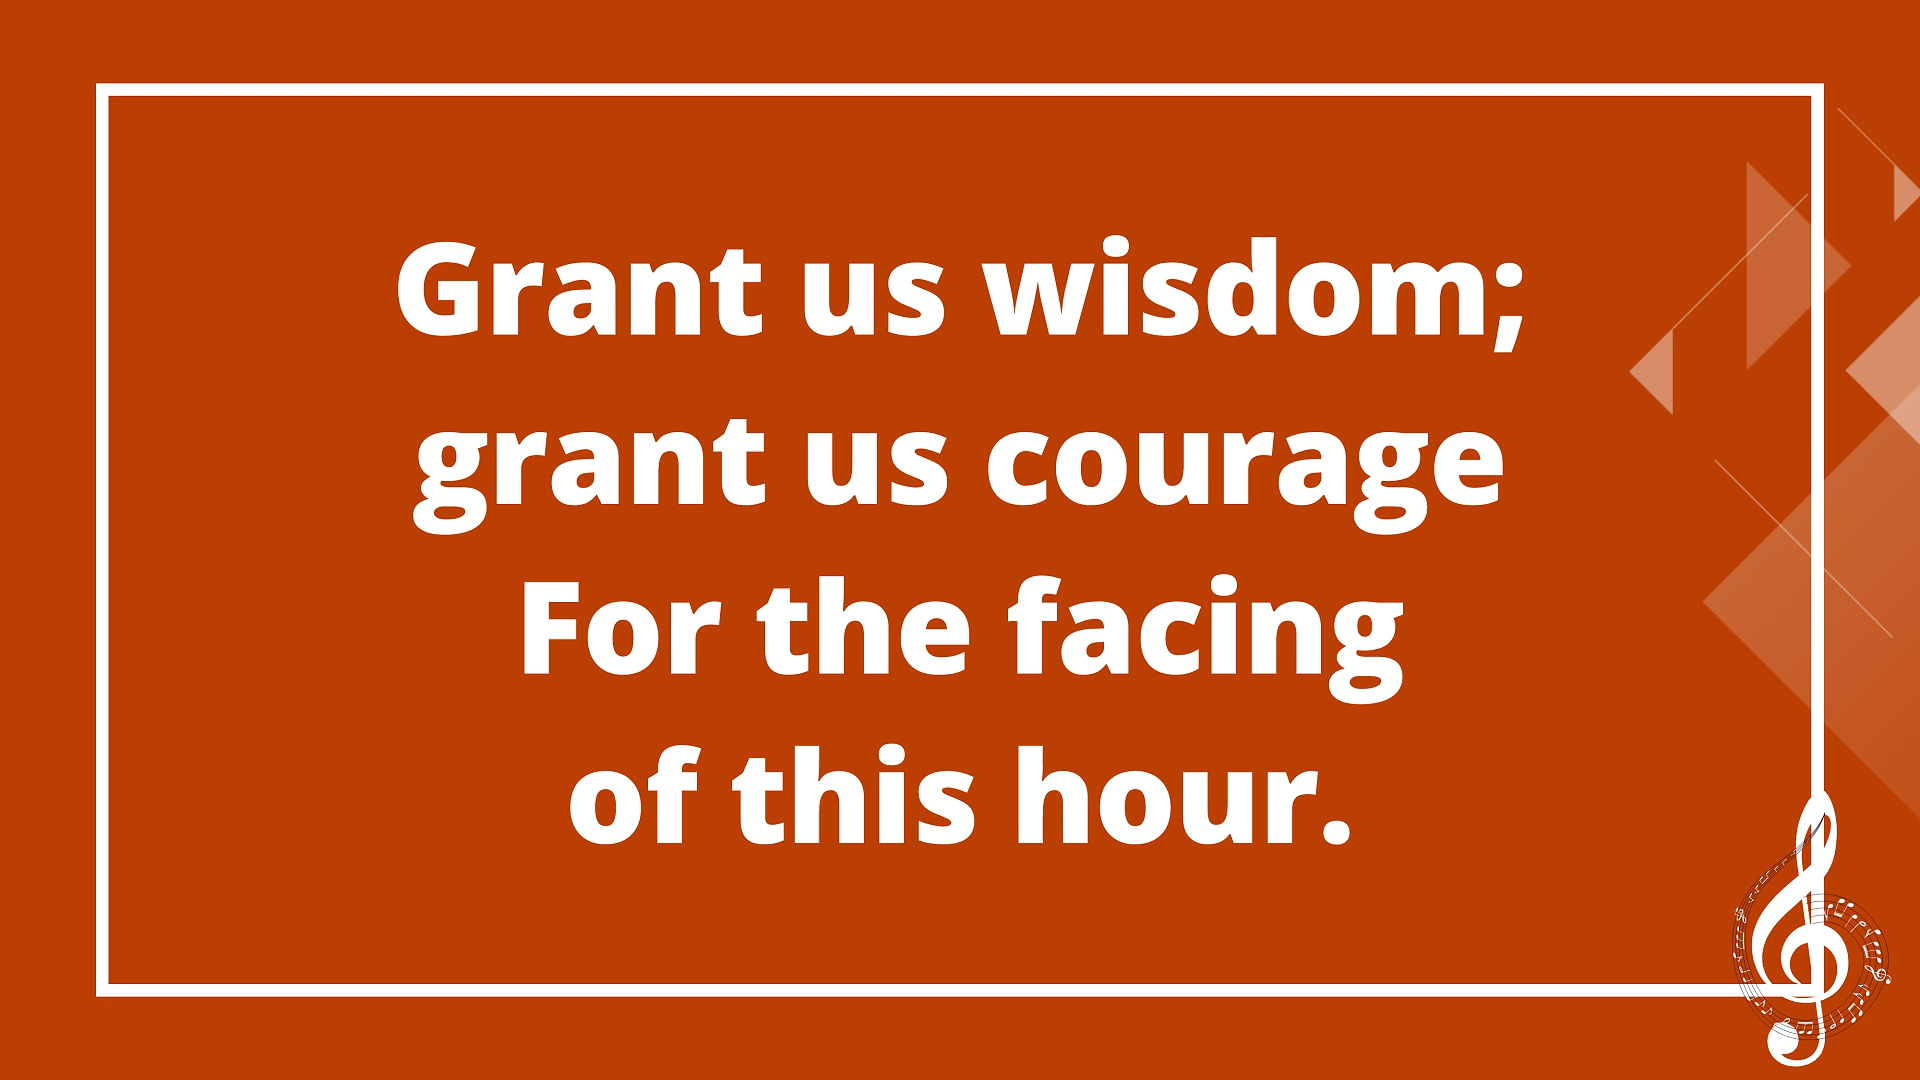 Grant us wisdom;
grant us courage
For the facing
of this hour.